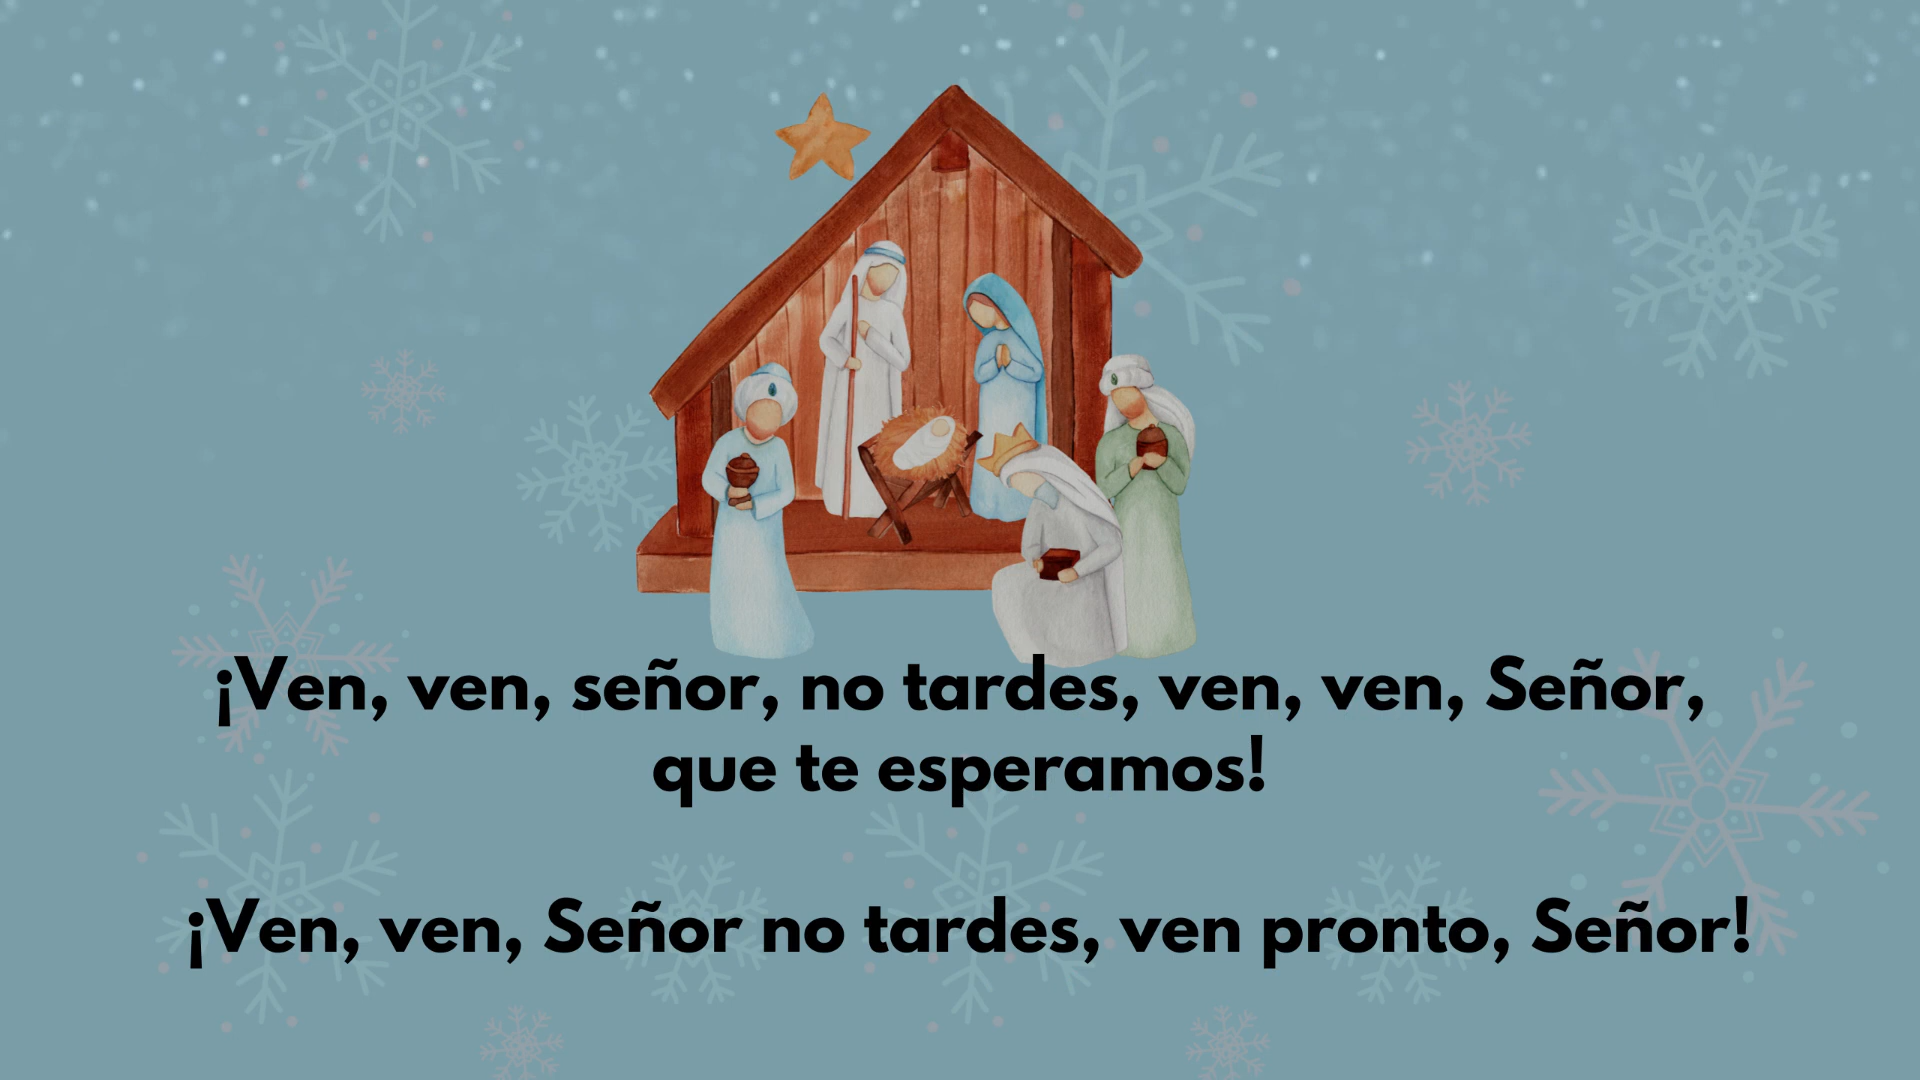 ¡Ven, ven, señor, no tardes, ven, ven, Señor,
que te esperamos!
¡Ven, ven, Señor no tardes, ven pronto, Señor!